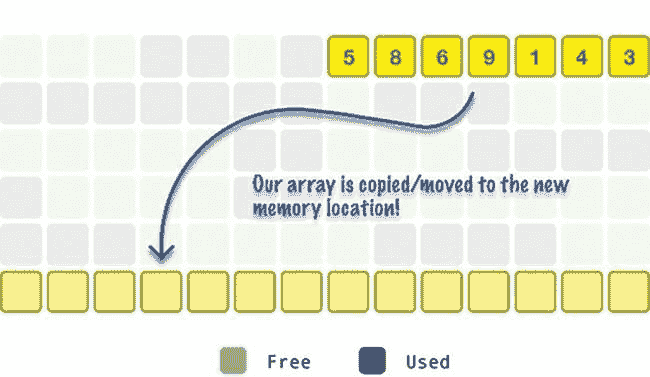 5 8 6 9 1 4 3
Our array is copied/moved to the new
memory location!
Free Used